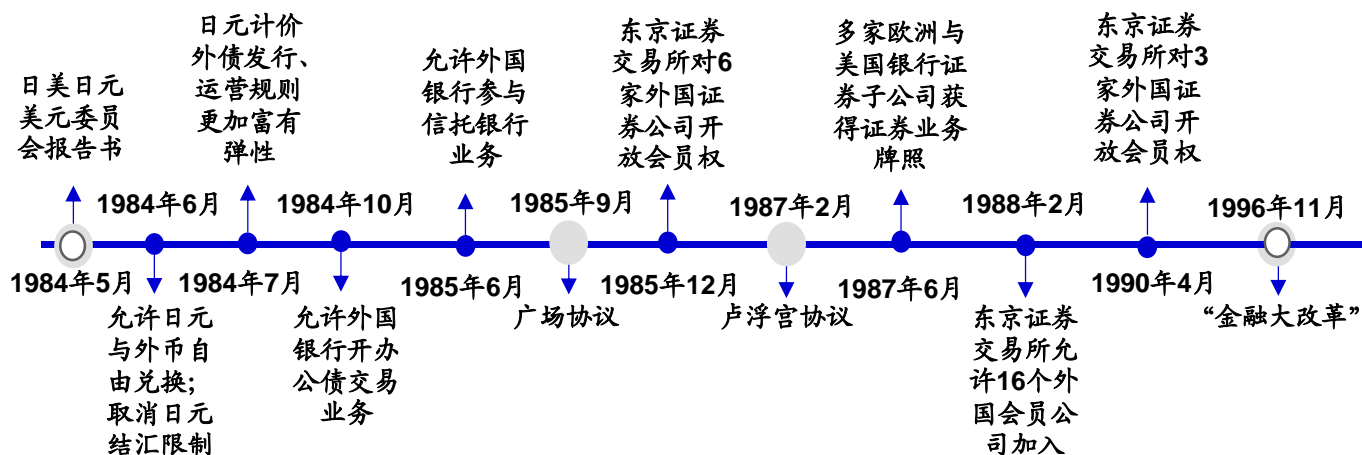 日美日元
美元委员
会报告书
1984年5月
1984年6月
允许日元
与外币自
由兑换;
取消日元
结汇限制
日元计价
外债发行、
运营规则
更加富有
弹性
1984年7月
1984年10月
允许外国
银行开办
公债交易
业务
允许外国
银行参与
信托银行
业务
1985年6月
1985年9月
广场协议
东京证券
交易所对6
家外国证
券公司开
放会员权
1985年12月
1987年2月
卢浮宫协议
多家欧洲与
美国银行证
券子公司获
得证券业务
牌照
1987年6月
1988年2月
东京证券
交易所允
许16个外
国会员公
司加入
东京证券
交易所对3
家外国证
券公司开
放会员权
1990年4月
1996年11月
“金融大改革”